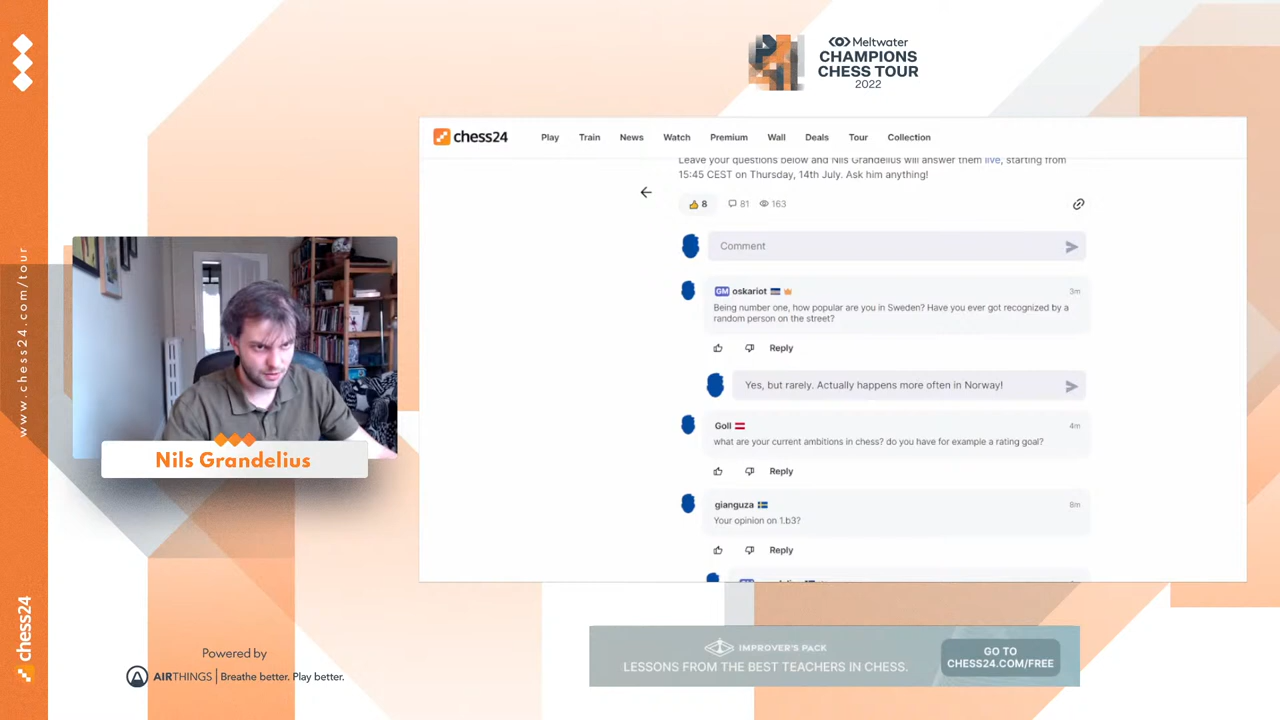 www.chess24.com/tour
chess24
Meltwater
CHAMPIONS
CHESS TOUR
2022
chess24
Play Train News Watch Premium Wall Deals Tour Collection
Leave your questions below and Nils Grandelius will answer them live, starting from
15:45 CEST on Thursday, 14th July. Ask him anything!
8 81 163
Comment
GM oskariot 3m
Being number one, how popular are you in Sweden? Have you ever got recognized by a
random person on the street?
Reply
Yes, but rarely. Actually happens more often in Norway!
Goll 4m
what are your current ambitions in chess? do you have for example a rating goal?
Reply
gianguza 8m
Your opinion on 1.b3?
Reply
Nils Grandelius
Powered by
AIRTHINGS | Breathe better. Play better.
IMPROVER'S PACK
LESSONS FROM THE BEST TEACHERS IN CHESS.
GO TO
CHESS24.COM/FREE